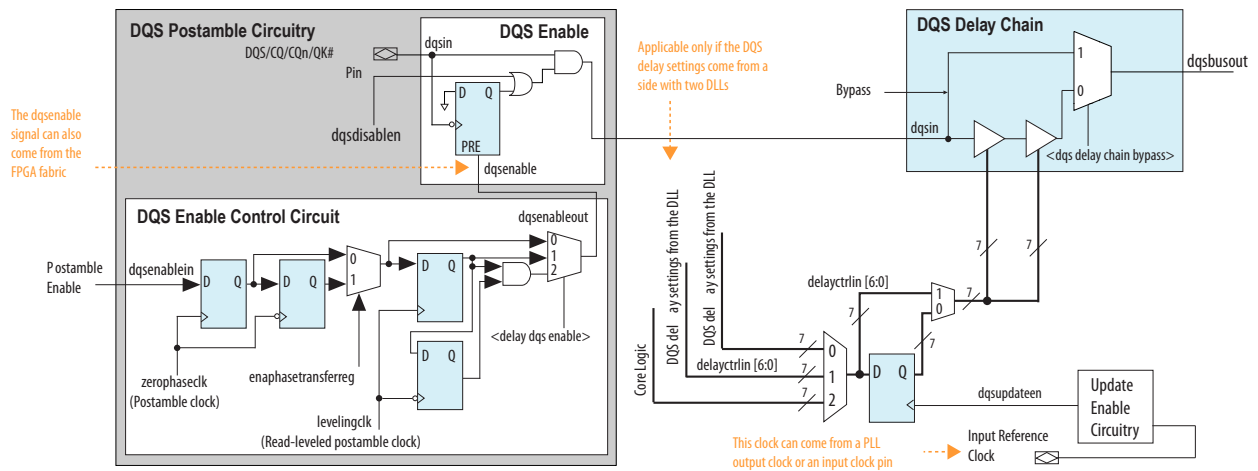 DQS Postamble Circuitry
DQS/CQ/CQn/QK#
Pin
DQS Enable
dqsin
D
Q
PRE
dqsdisablen
dqsenable
The dqsenable
signal can also
come from the
FPGA fabric
DQS Enable Control Circuit
dqsenableout
Postamble
Enable
dqsenablein
D
Q
D
Q
0
1
D
Q
0
1
2
D
Q
<delay dqs enable>
zerophaseclk
(Postamble clock)
enaphasetransferreg
levelingclk
(Read-leveled postamble clock)
Applicable only if the DQS
delay settings come from a
side with two DLLs
DQS Delay Chain
1
0
dqsbusout
Bypass
dqsin
<dqs delay chain bypass>
7
7
Core Logic
DQS del ay settings from the DLL
DQS del ay settings from the DLL
delayctrlin [6:0]
7
7
7
0
1
2
delayctrlin [6:0]
7
1
0
7
7
D
Q
dqsupdateen
Update
Enable
Circuitry
This clock can come from a PLL
output clock or an input clock pin
Input Reference
Clock